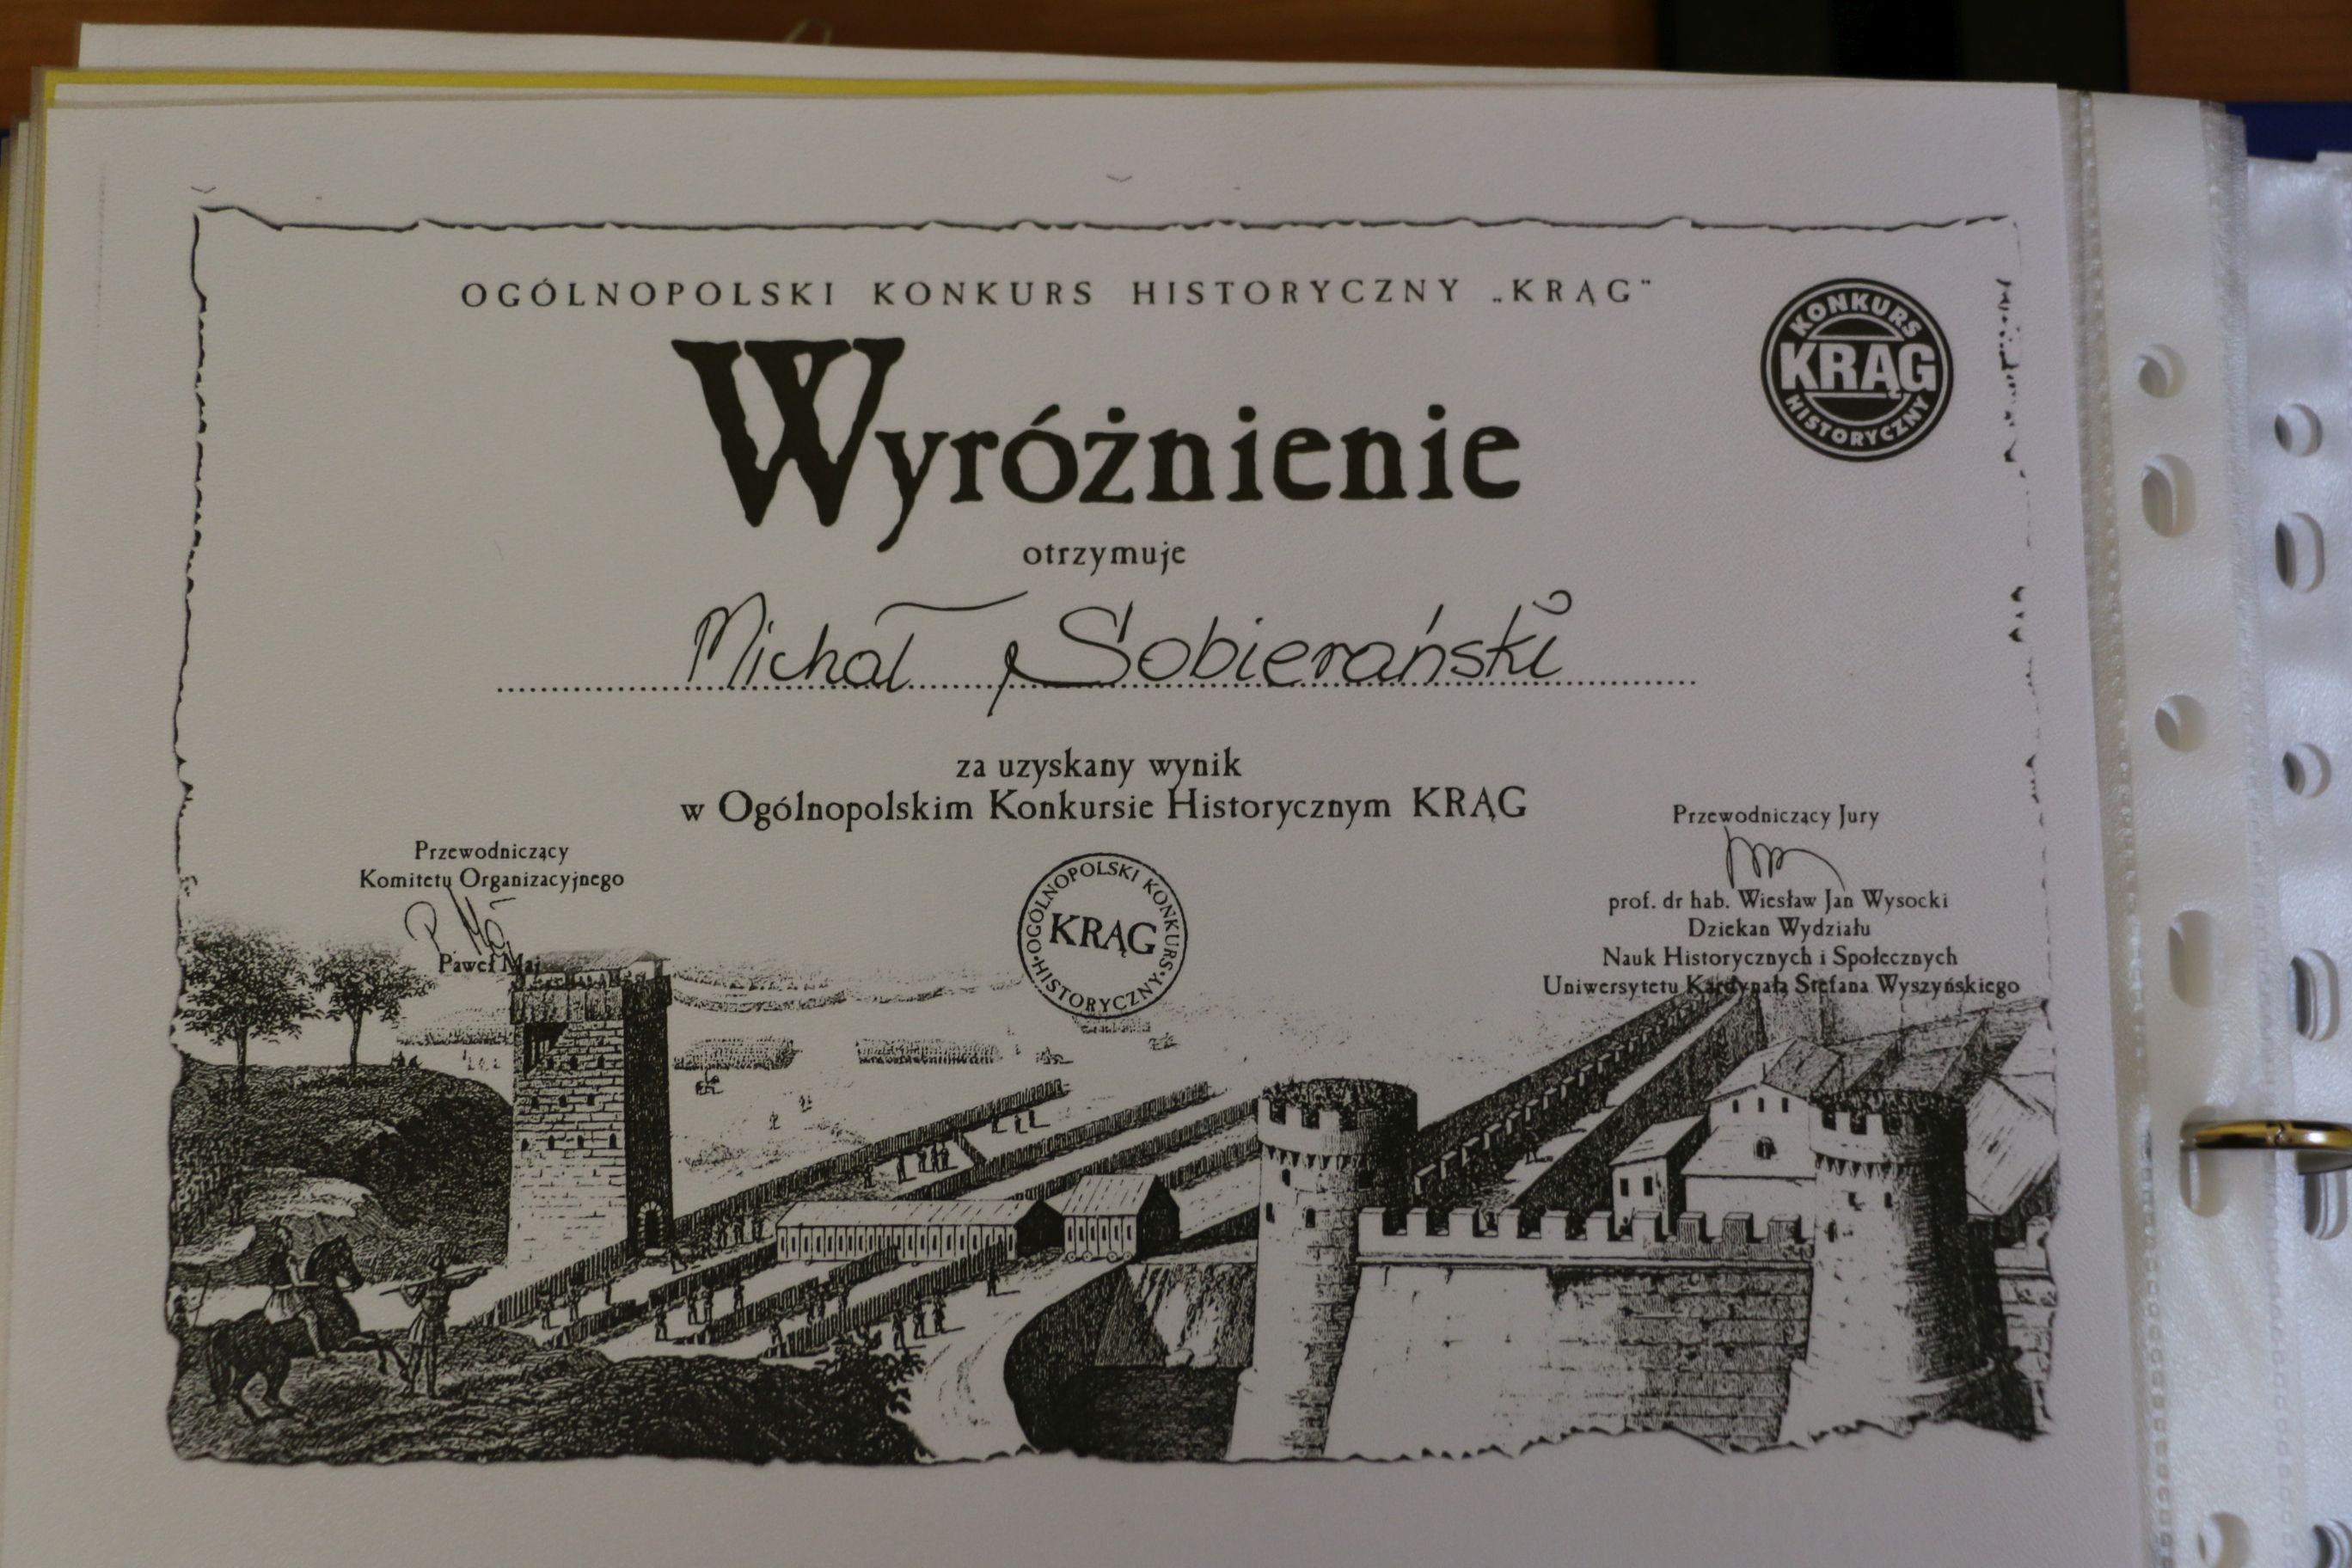 OGÓLNOPOLSKI KONKURS HISTORYCZNY „KRĄG”
KONKURS
KRĄG
HISTORYCZNY
Wyróżnienie
otrzymuje
Michał Sobierański
za uzyskany wynik
w Ogólnopolskim Konkursie Historycznym KRĄG
Przewodniczący
Komitetu Organizacyjnego
P. Maj
Paweł Maj
OGÓLNOPOLSKI KONKURS
KRĄG
HISTORYCZNY
Przewodniczący Jury
prof. dr hab. Wiesław Jan Wysocki
Dziekan Wydziału
Nauk Historycznych i Społecznych
Uniwersytetu Kardynała Stefana Wyszyńskiego